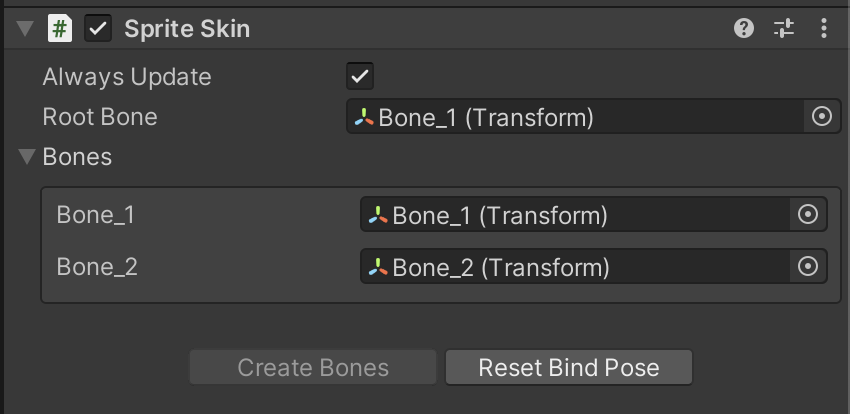 # Sprite Skin
Always Update
Root Bone Bone_1 (Transform)
Bones
Bone_1 Bone_1 (Transform)
Bone_2 Bone_2 (Transform)
Create Bones Reset Bind Pose